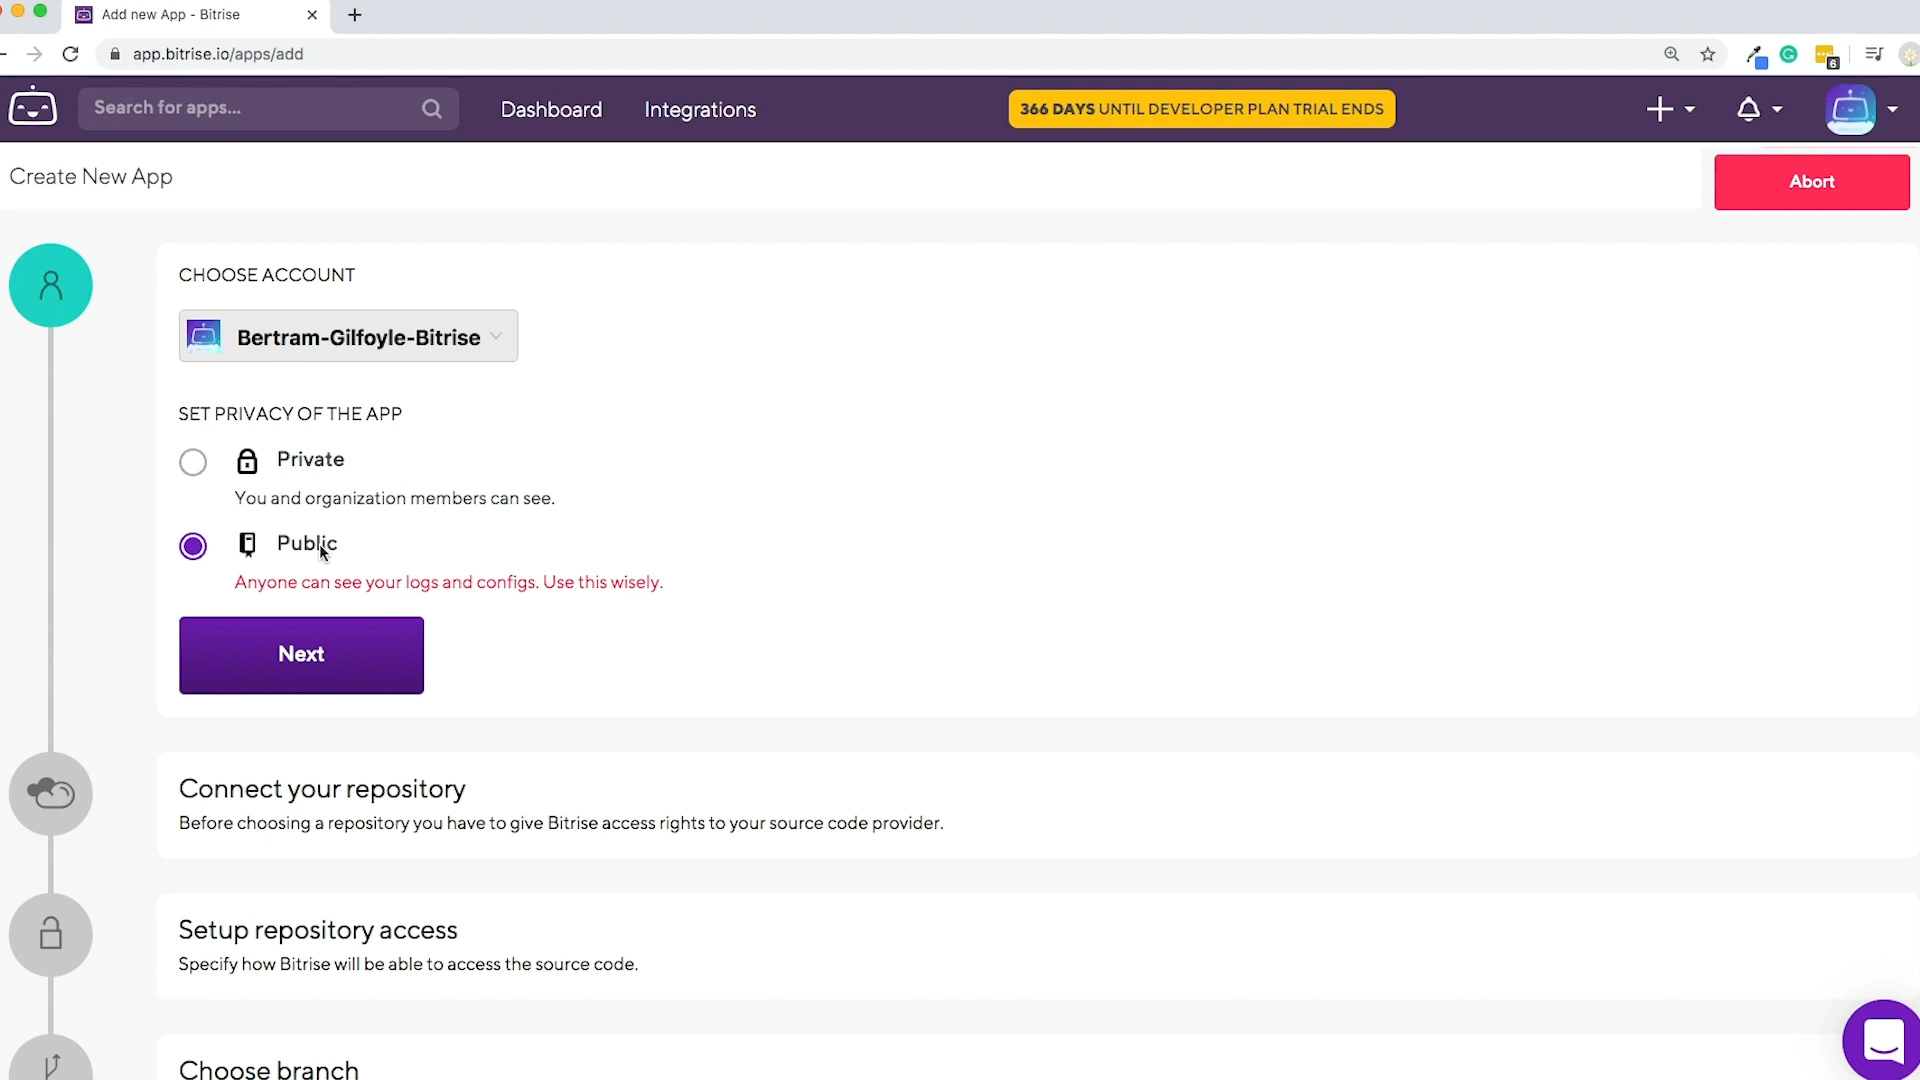 Add new App - Bitrise
app.bitrise.io/apps/add
6
Search for apps...
Dashboard
Integrations
366 DAYS UNTIL DEVELOPER PLAN TRIAL ENDS
Create New App
Abort
CHOOSE ACCOUNT
Bertram-Gilfoyle-Bitrise
SET PRIVACY OF THE APP
Private
You and organization members can see.
Public
Anyone can see your logs and configs. Use this wisely.
Next
Connect your repository
Before choosing a repository you have to give Bitrise access rights to your source code provider.
Setup repository access
Specify how Bitrise will be able to access the source code.
Choose branch